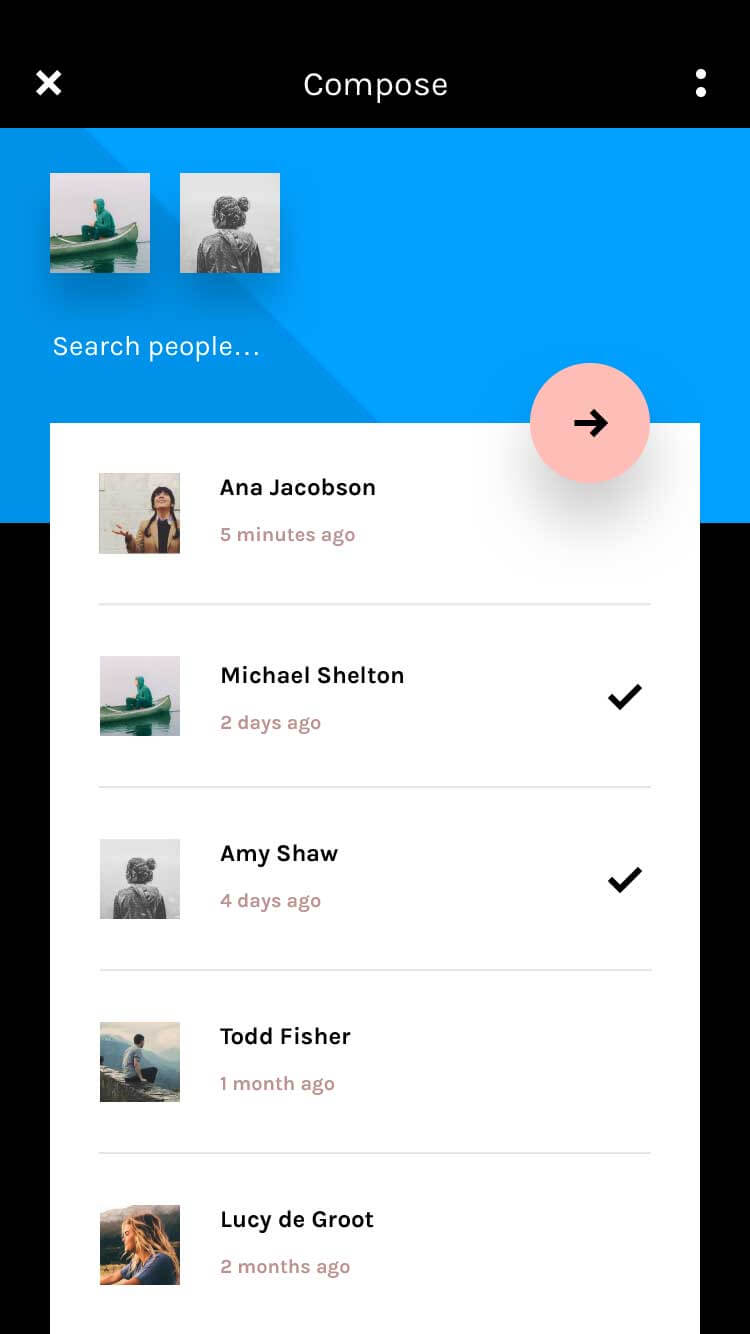 Compose
Search people...
Ana Jacobson
5 minutes ago
Michael Shelton
2 days ago
Amy Shaw
4 days ago
Todd Fisher
1 month ago
Lucy de Groot
2 months ago